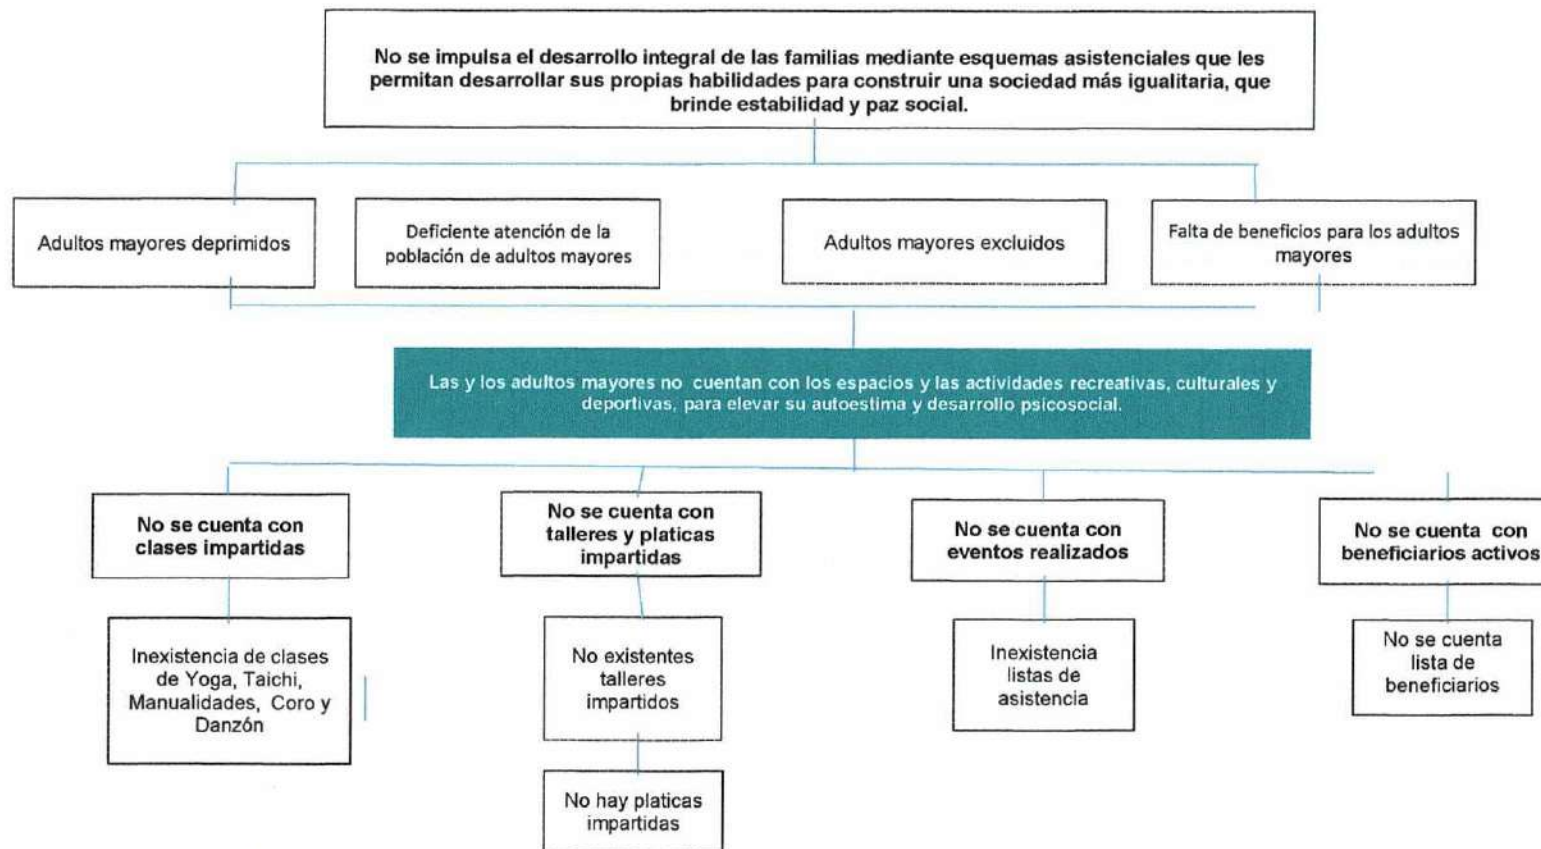 No se impulsa el desarrollo integral de las familias mediante esquemas asistenciales que les
permitan desarrollar sus propias habilidades para construir una sociedad más igualitaria, que
brinde estabilidad y paz social.
Adultos mayores deprimidos
Deficiente atención de la
población de adultos mayores
Adultos mayores excluidos
Falta de beneficios para los adultos
mayores
Las y los adultos mayores no cuentan con los espacios y las actividades recreativas, culturales y
deportivas, para elevar su autoestima y desarrollo psicosocial.
No se cuenta con
clases impartidas
No se cuenta con
talleres y platicas
impartidas
No se cuenta con
eventos realizados
No se cuenta con
beneficiarios activos
Inexistencia de clases
de Yoga, Taichi,
Manualidades, Coro y
Danzón
No existentes
talleres
impartidos
Inexistencia
listas de
asistencia
No se cuenta
lista de
beneficiarios
No hay platicas
impartidas